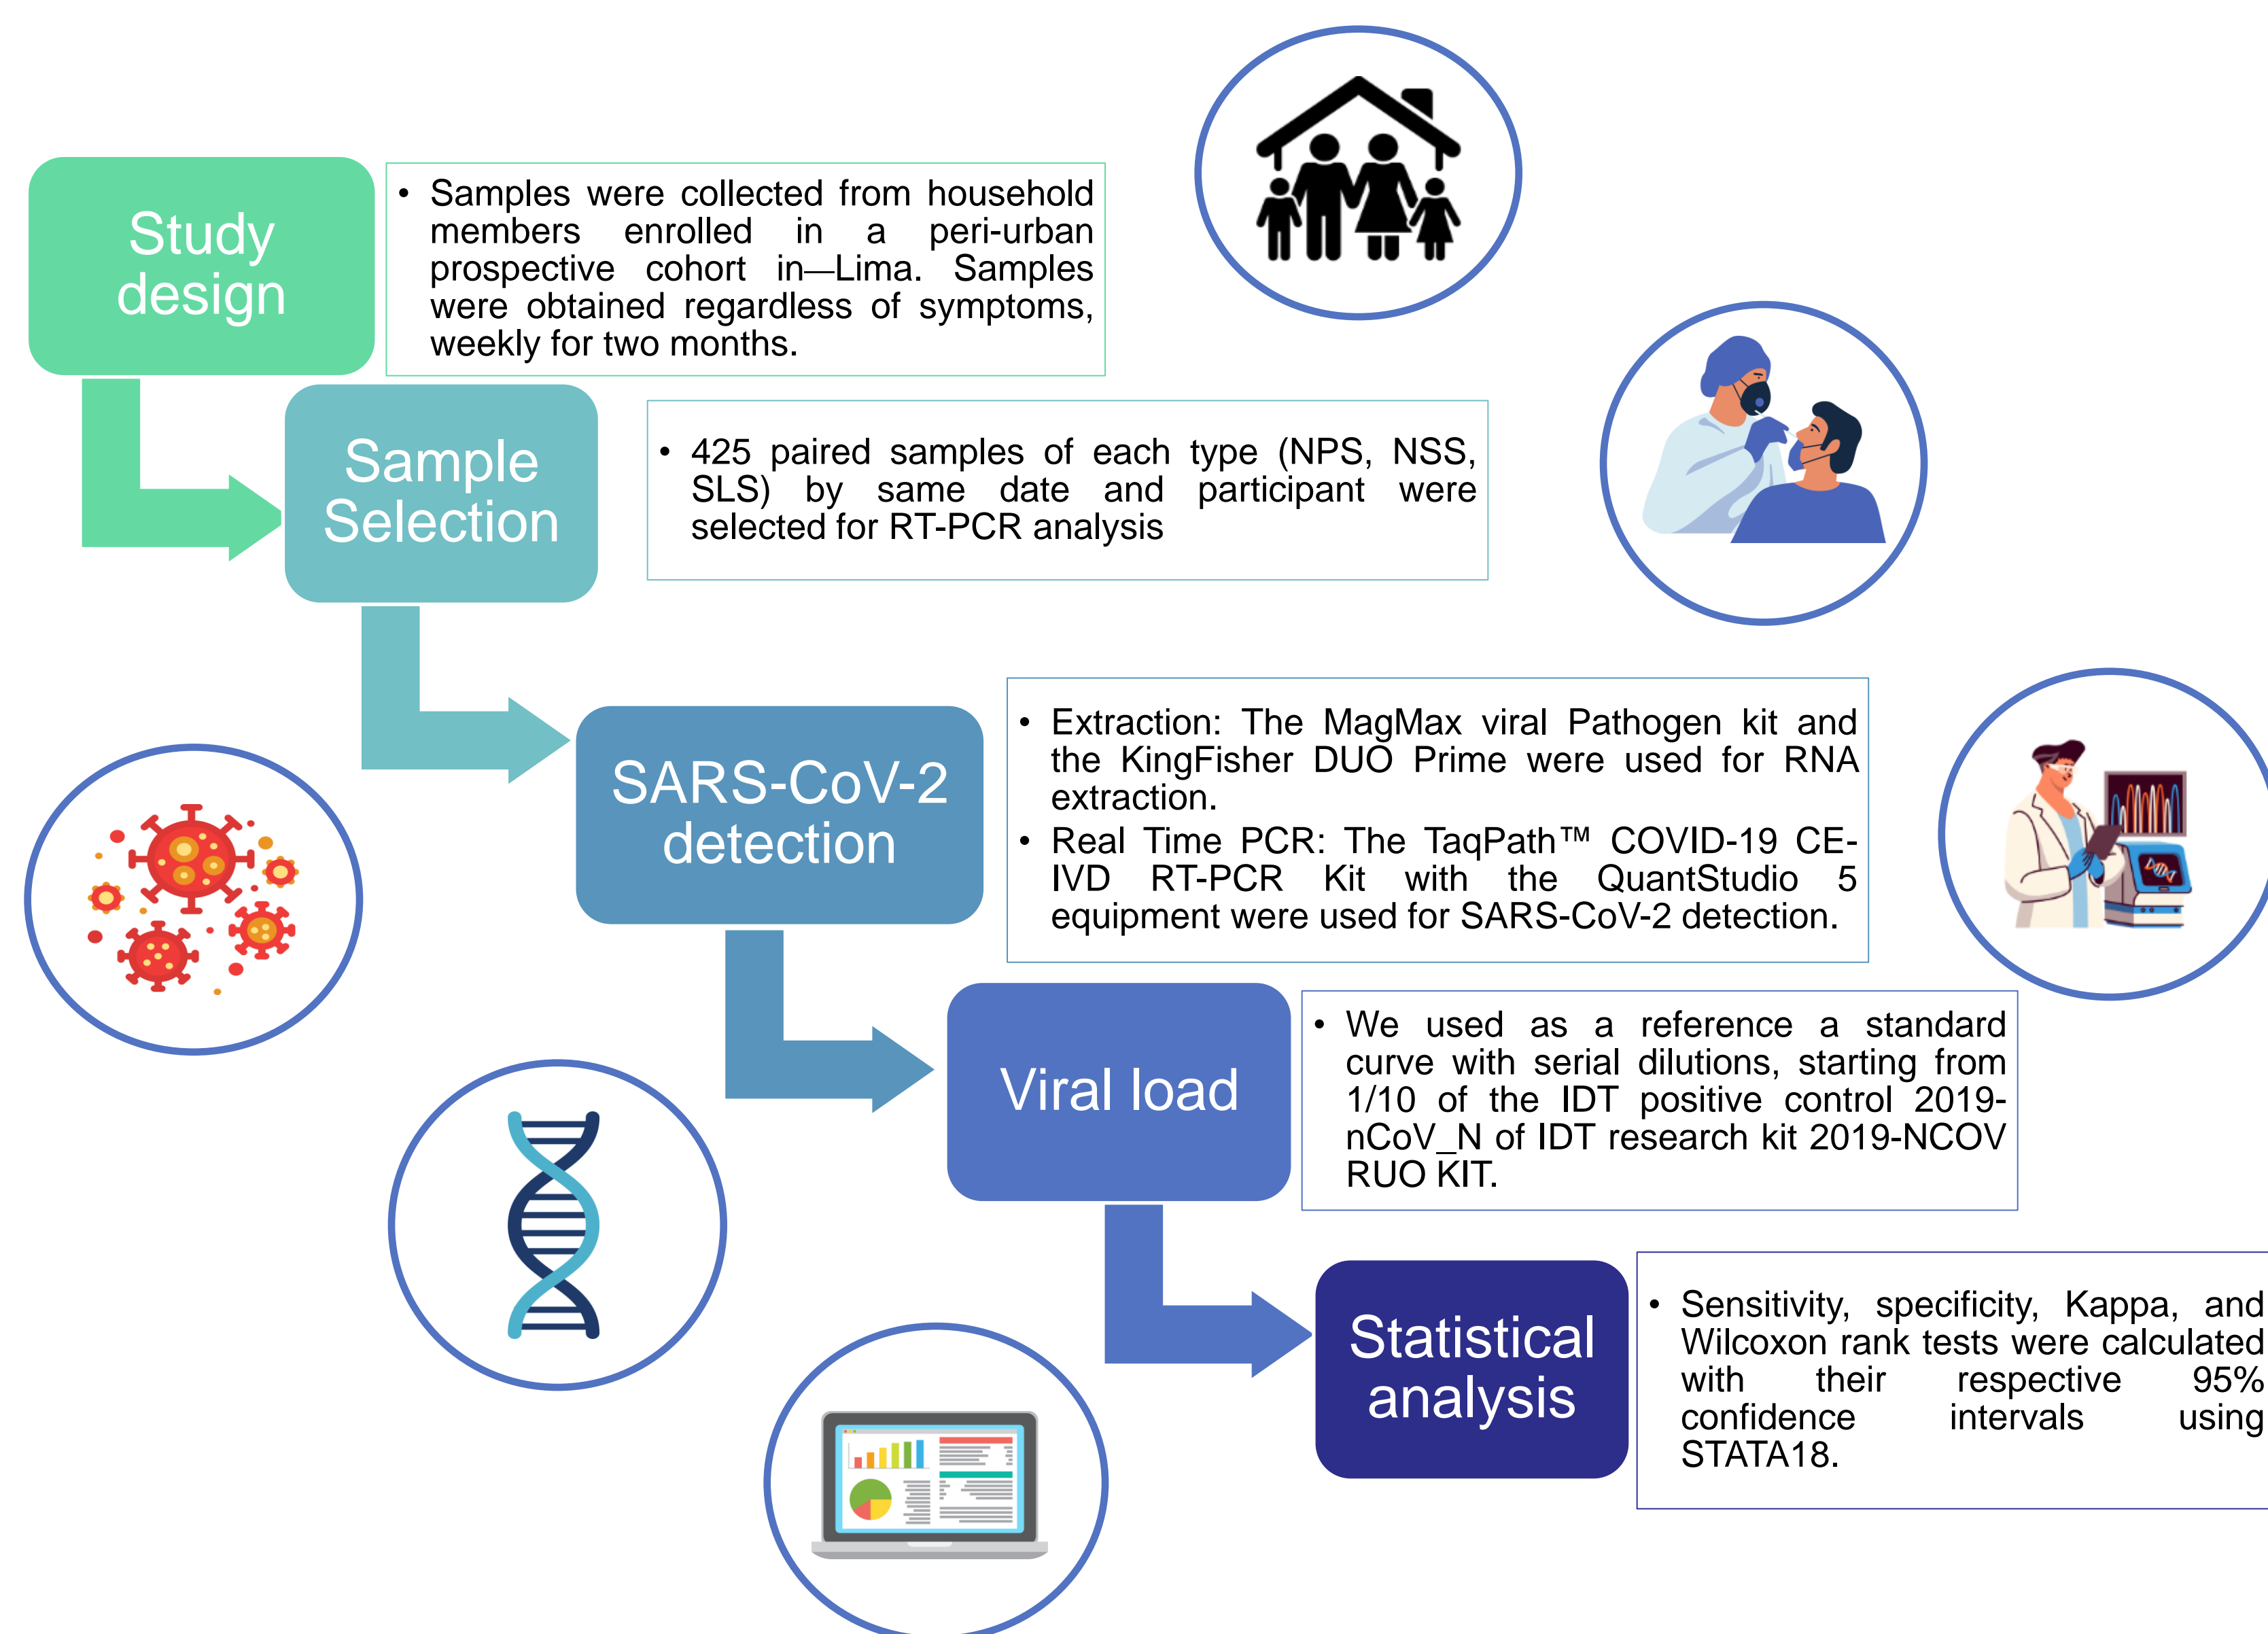 Study
design
• Samples were collected from household
members enrolled in a peri-urban
prospective cohort in—Lima. Samples
were obtained regardless of symptoms,
weekly for two months.
Sample
Selection
• 425 paired samples of each type (NPS, NSS,
SLS) by same date and participant were
selected for RT-PCR analysis
SARS-CoV-2
detection
• Extraction: The MagMax viral Pathogen kit and
the KingFisher DUO Prime were used for RNA
extraction.
• Real Time PCR: The TaqPath™ COVID-19 CE-
IVD RT-PCR Kit with the QuantStudio 5
equipment were used for SARS-CoV-2 detection.
Viral load
• We used as a reference a standard
curve with serial dilutions, starting from
1/10 of the IDT positive control 2019-
nCoV_N of IDT research kit 2019-NCOV
RUO KIT.
Statistical
analysis
• Sensitivity, specificity, Kappa, and
Wilcoxon rank tests were calculated
with their respective 95%
confidence intervals using
STATA18.